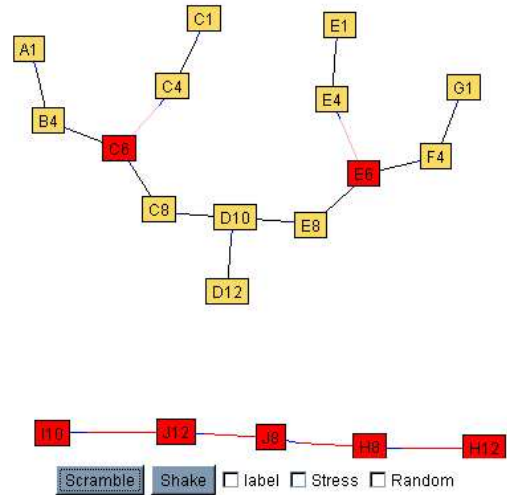 C1
E1
A1
C4
G1
E4
B4
C6
F4
E6
C8
D10
E8
D12
I10 J12 J8 H8 H12
Scramble Shake label Stress Random